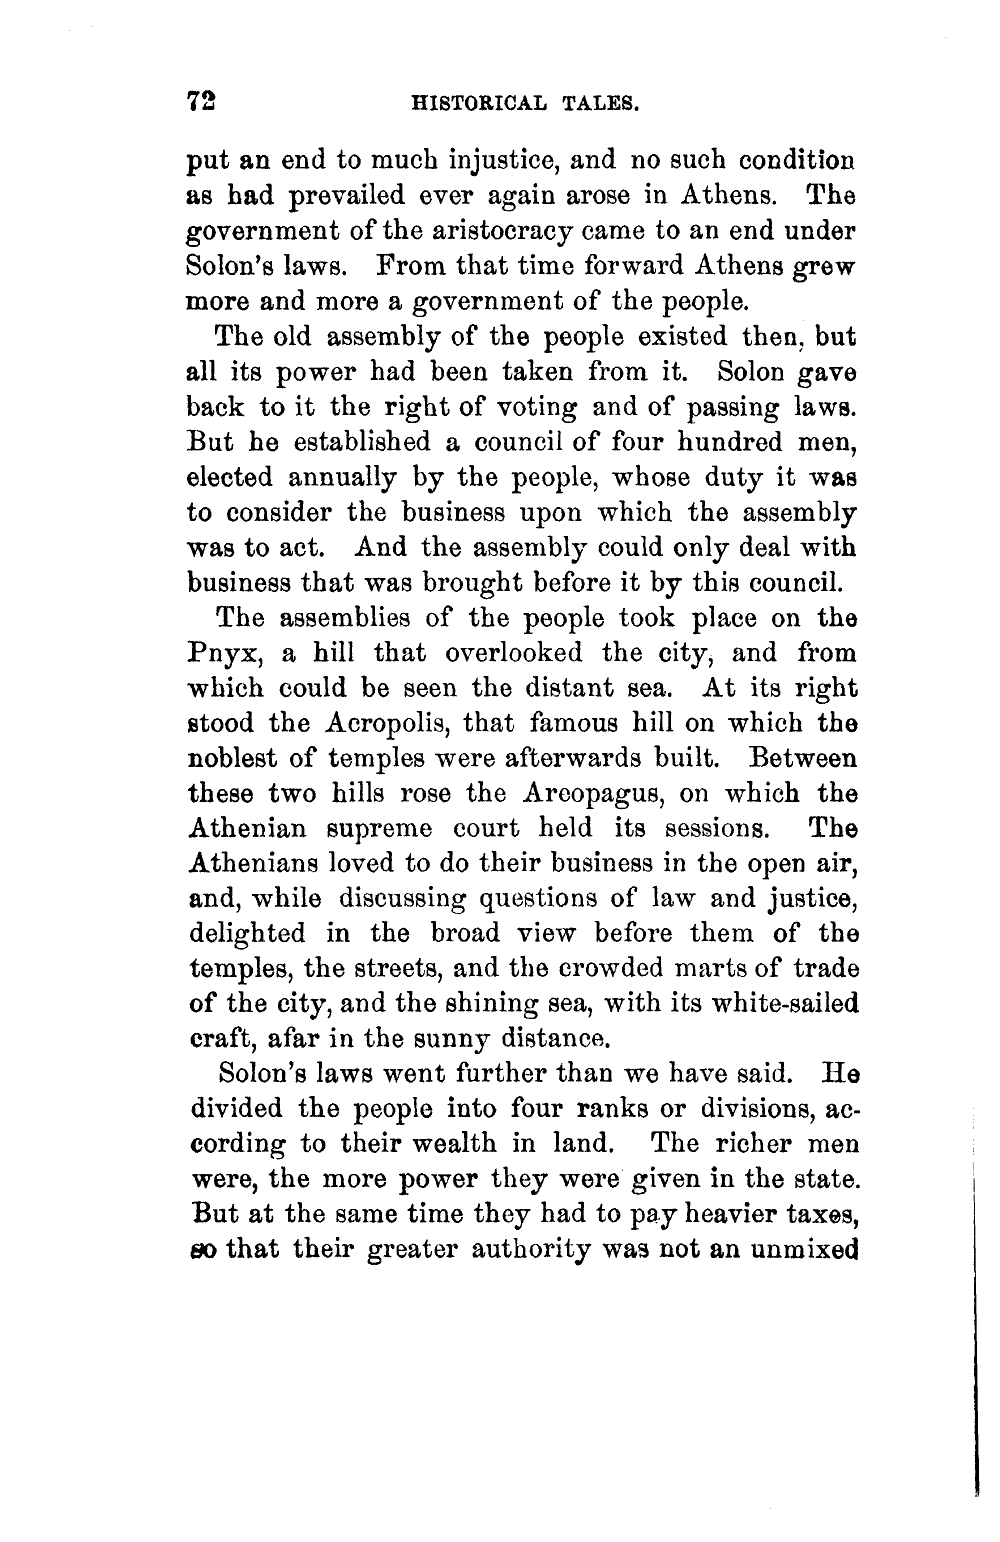 72 HISTORICAL TALES.
put an end to much injustice, and no such condition
as had prevailed ever again arose in Athens. The
government of the aristocracy came to an end under
Solon's laws. From that time forward Athens grew
more and more a government of the people.
The old assembly of the people existed then, but
all its power had been taken from it. Solon gave
back to it the right of voting and of passing laws.
But he established a council of four hundred men,
elected annually by the people, whose duty it was
to consider the business upon which the assembly
was to act. And the assembly could only deal with
business that was brought before it by this council.
The assemblies of the people took place on the
Pnyx, a hill that overlooked the city, and from
which could be seen the distant sea. At its right
stood the Acropolis, that famous hill on which the
noblest of temples were afterwards built. Between
these two hills rose the Areopagus, on which the
Athenian supreme court held its sessions. The
Athenians loved to do their business in the open air,
and, while discussing questions of law and justice,
delighted in the broad view before them of the
temples, the streets, and the crowded marts of trade
of the city, and the shining sea, with its white-sailed
craft, afar in the sunny distance.
Solon's laws went further than we have said. He
divided the people into four ranks or divisions, ac-
cording to their wealth in land. The richer men
were, the more power they were given in the state.
But at the same time they had to pay heavier taxes,
so that their greater authority was not an unmixed